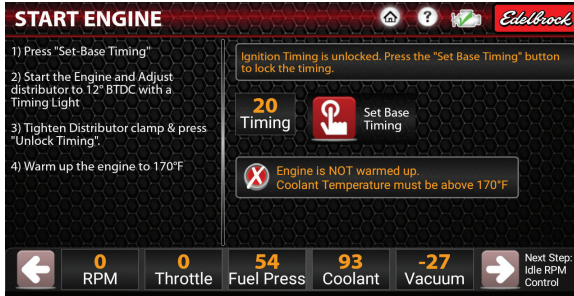 START ENGINE
?
Edelbrock
1) Press "Set-Base Timing"
2) Start the Engine and Adjust
distributor to 12° BTDC with a
Timing Light
3) Tighten Distributor clamp & press
"Unlock Timing".
4) Warm up the engine to 170°F
Ignition Timing is unlocked. Press the "Set Base Timing" button
to lock the timing.
20
Timing
Set Base
Timing
Engine is NOT warmed up.
Coolant Temperature must be above 170°F
0
RPM
0
Throttle
54
Fuel Press
93
Coolant
-27
Vacuum
Next Step:
Idle RPM
Control